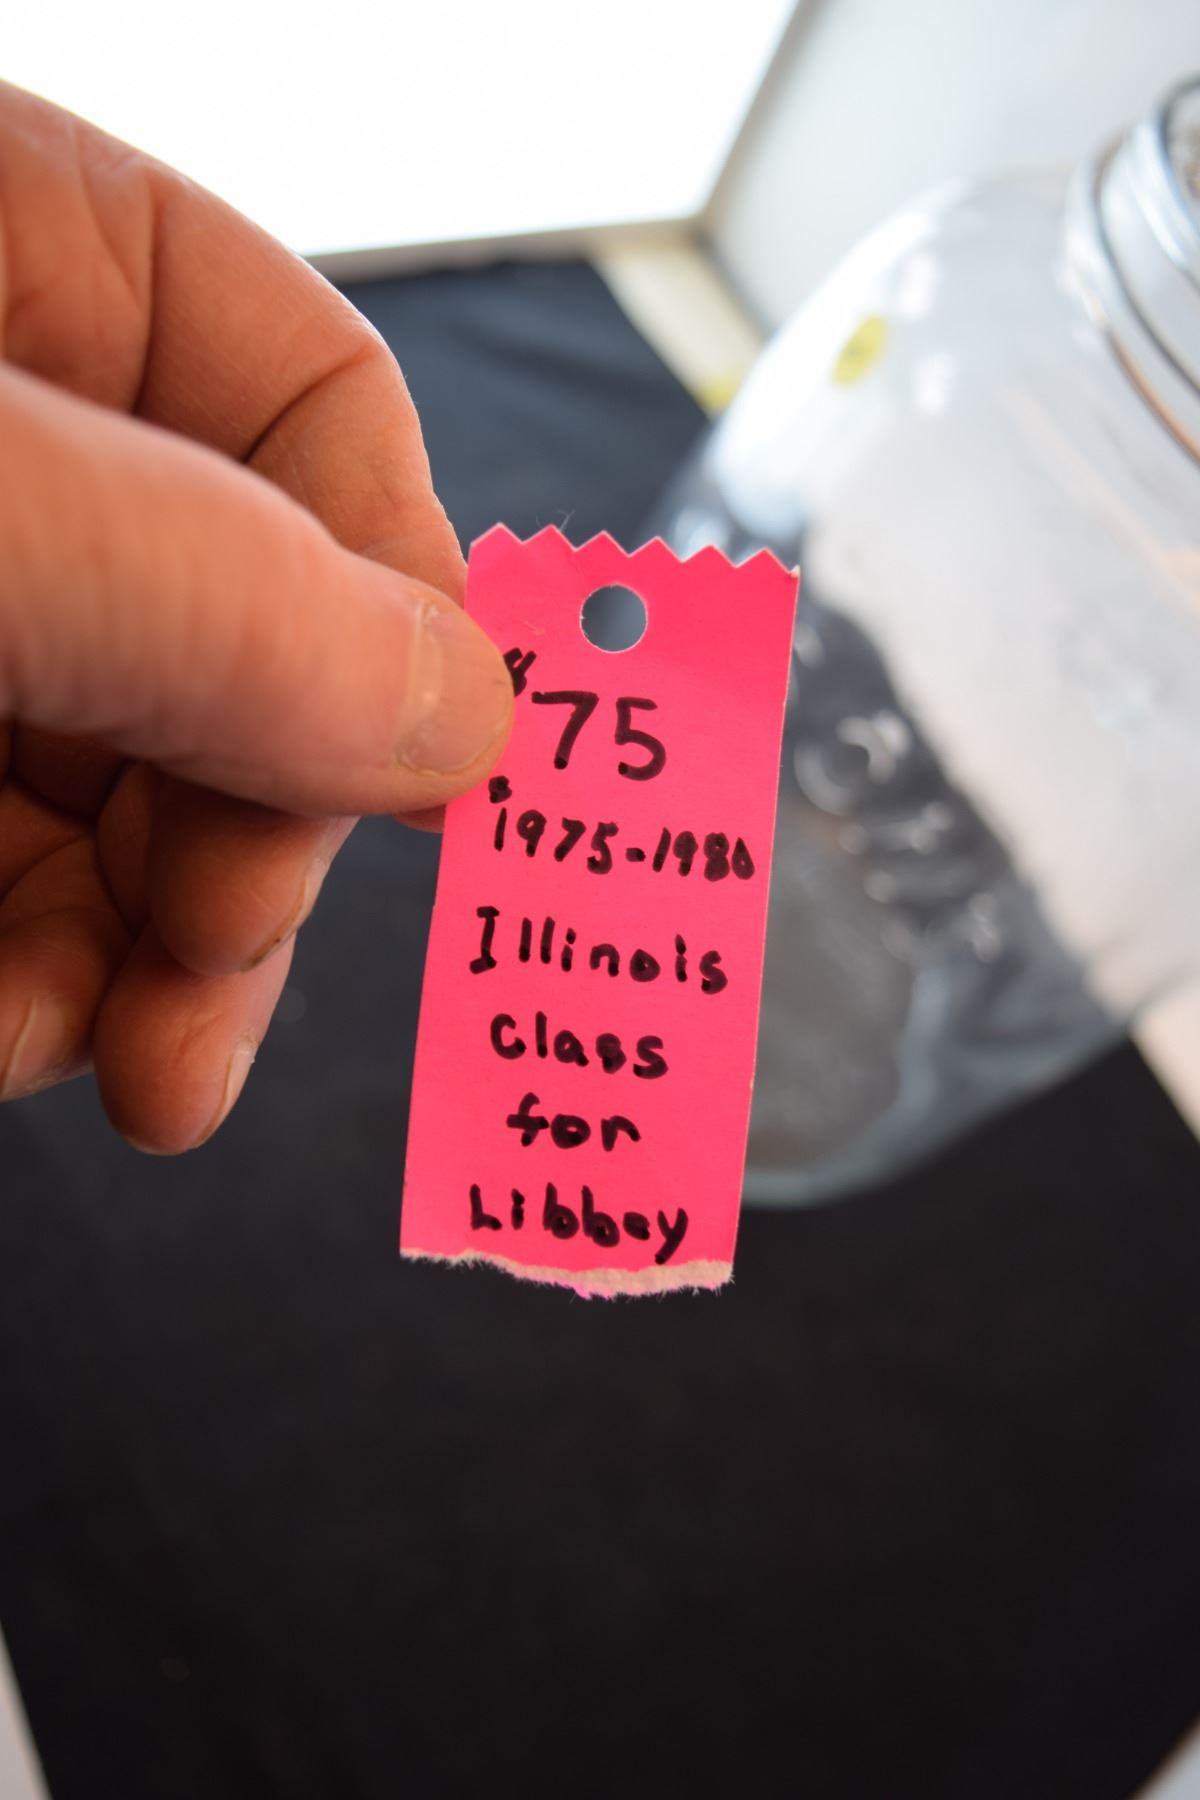 $75
$1975-1980
Illinois
Glass
for
Libbey